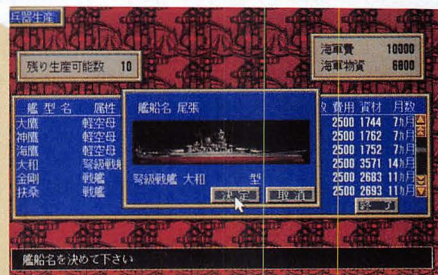 兵器生産
残り生産可能数 10
海軍費 10000
海軍物資 6800
艦型名 属性
大鷹 軽空母
神鷹 軽空母
海鷹 軽空母
大和 弩級戦
金剛 戦艦
扶桑 戦艦
艦船名 尾張
弩級戦艦 大和 型
決定 取消
数 費用 資材 月数
2500 1744 7ヵ月
2500 1762 7ヵ月
2500 1752 7ヵ月
2500 3571 14ヵ月
2500 2683 11ヵ月
2500 2693 11ヵ月
終了
艦船名を決めて下さい